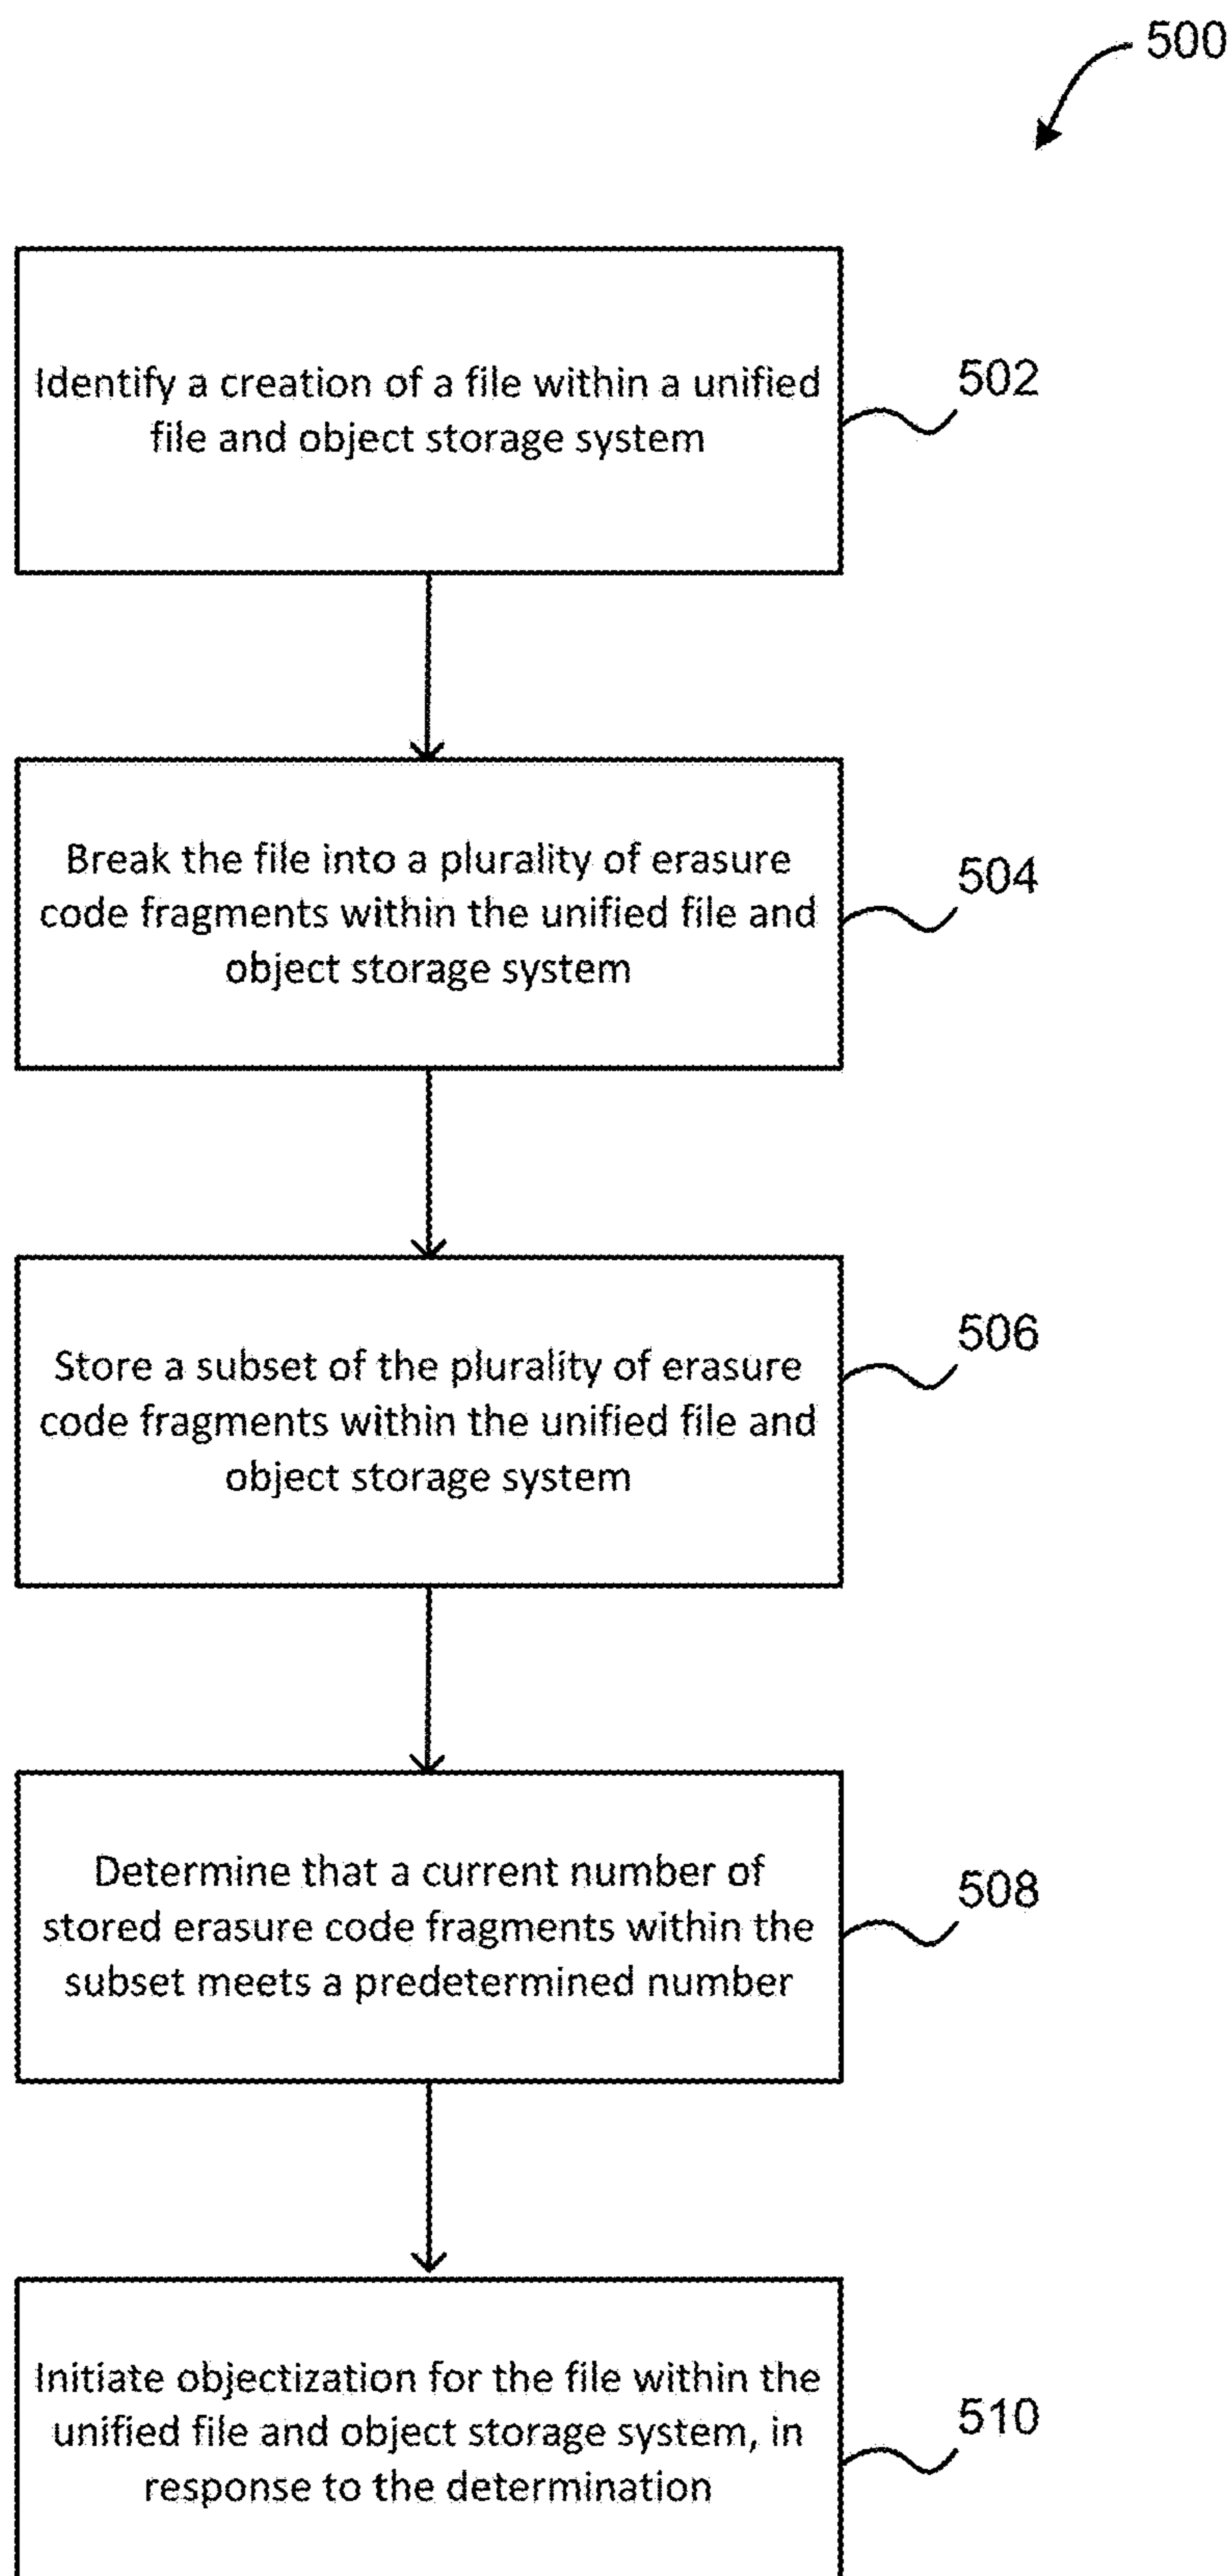 500
Identify a creation of a file within a unified
file and object storage system
502
Break the file into a plurality of erasure
code fragments within the unified file and
object storage system
504
Store a subset of the plurality of erasure
code fragments within the unified file and
object storage system
506
Determine that a current number of
stored erasure code fragments within the
subset meets a predetermined number
508
Initiate objectization for the file within the
unified file and object storage system, in
response to the determination
510